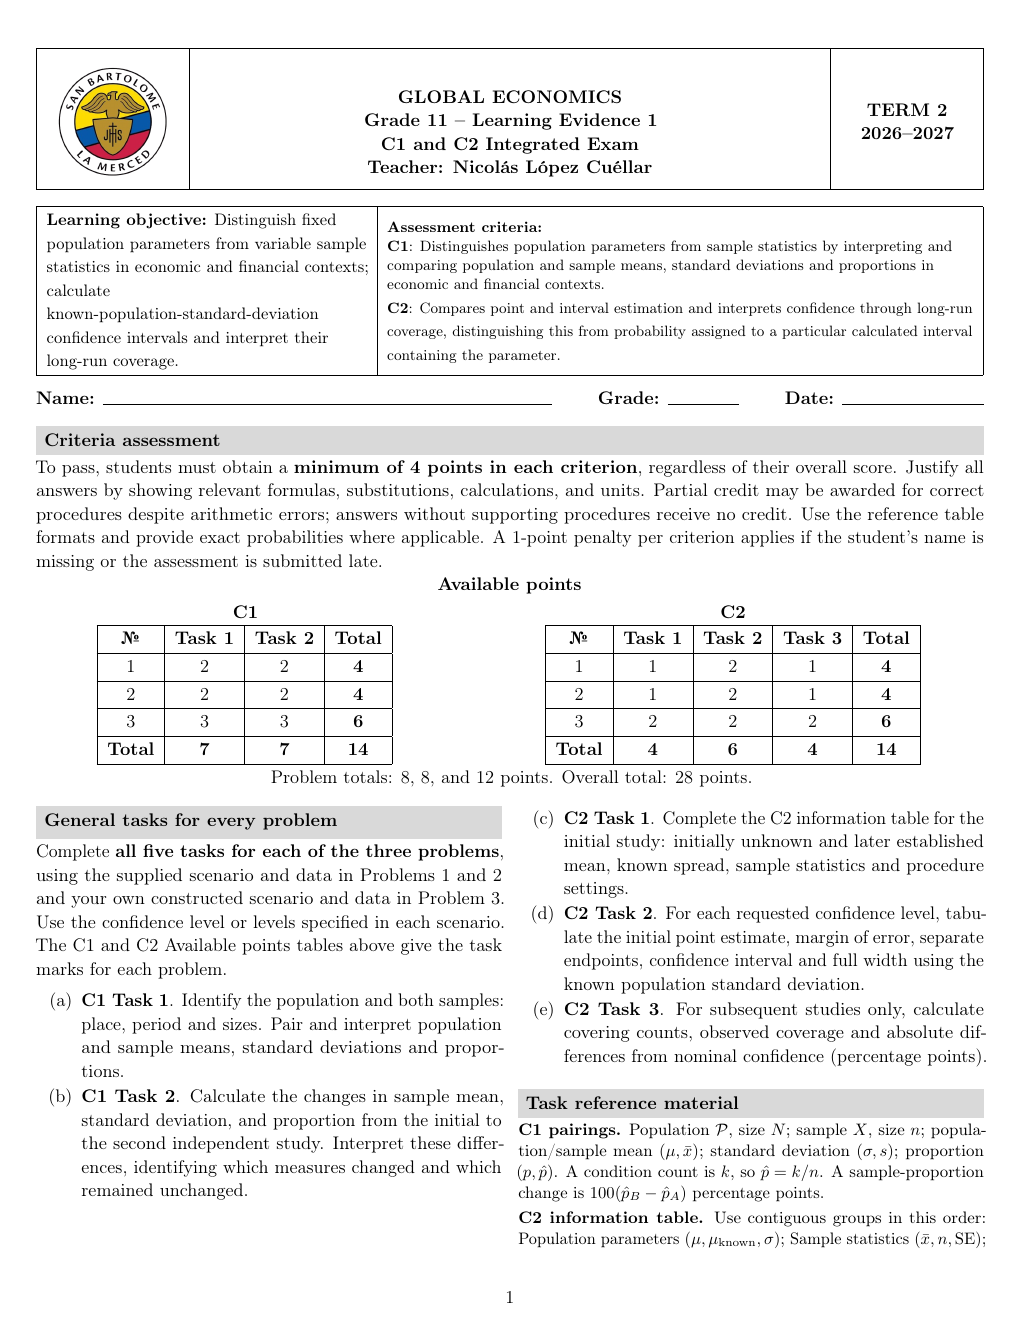 SAN BARTOLOME
LA MERCED
JHS
GLOBAL ECONOMICS
Grade 11 – Learning Evidence 1
C1 and C2 Integrated Exam
Teacher: Nicolás López Cuéllar
TERM 2
2026–2027
Learning objective: Distinguish fixed
population parameters from variable sample
statistics in economic and financial contexts;
calculate
known-population-standard-deviation
confidence intervals and interpret their
long-run coverage.
Assessment criteria:
C1: Distinguishes population parameters from sample statistics by interpreting and
comparing population and sample means, standard deviations and proportions in
economic and financial contexts.
C2: Compares point and interval estimation and interprets confidence through long-run
coverage, distinguishing this from probability assigned to a particular calculated interval
containing the parameter.
Name: Grade: Date:
Criteria assessment
To pass, students must obtain a minimum of 4 points in each criterion, regardless of their overall score. Justify all
answers by showing relevant formulas, substitutions, calculations, and units. Partial credit may be awarded for correct
procedures despite arithmetic errors; answers without supporting procedures receive no credit. Use the reference table
formats and provide exact probabilities where applicable. A 1-point penalty per criterion applies if the student's name is
missing or the assessment is submitted late.
Available points
C1
№ Task 1 Task 2 Total
1 2 2 4
2 2 2 4
3 3 3 6
Total 7 7 14
C2
№ Task 1 Task 2 Task 3 Total
1 1 2 1 4
2 1 2 1 4
3 2 2 2 6
Total 4 6 4 14
Problem totals: 8, 8, and 12 points. Overall total: 28 points.
General tasks for every problem
Complete all five tasks for each of the three problems,
using the supplied scenario and data in Problems 1 and 2
and your own constructed scenario and data in Problem 3.
Use the confidence level or levels specified in each scenario.
The C1 and C2 Available points tables above give the task
marks for each problem.
(a) C1 Task 1. Identify the population and both samples:
place, period and sizes. Pair and interpret population
and sample means, standard deviations and propor-
tions.
(b) C1 Task 2. Calculate the changes in sample mean,
standard deviation, and proportion from the initial to
the second independent study. Interpret these differ-
ences, identifying which measures changed and which
remained unchanged.
(c) C2 Task 1. Complete the C2 information table for the
initial study: initially unknown and later established
mean, known spread, sample statistics and procedure
settings.
(d) C2 Task 2. For each requested confidence level, tabu-
late the initial point estimate, margin of error, separate
endpoints, confidence interval and full width using the
known population standard deviation.
(e) C2 Task 3. For subsequent studies only, calculate
covering counts, observed coverage and absolute dif-
ferences from nominal confidence (percentage points).
Task reference material
C1 pairings. Population 𝒫, size N; sample X, size n; popula-
tion/sample mean (μ, x̄); standard deviation (σ, s); proportion
(p, p̂). A condition count is k, so p̂ = k/n. A sample-proportion
change is 100(p̂_B − p̂_A) percentage points.
C2 information table. Use contiguous groups in this order:
Population parameters (μ, μ_known, σ); Sample statistics (x̄, n, SE);
1